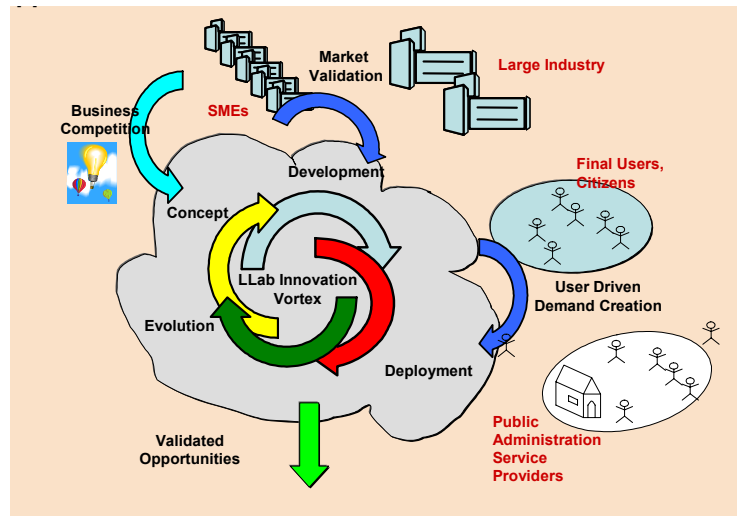 Market
Validation
Large Industry
Business
Competition
SMEs
Final Users,
Citizens
Development
Concept
LLab Innovation
Vortex
User Driven
Demand Creation
Evolution
Deployment
Validated
Opportunities
Public
Administration
Service
Providers